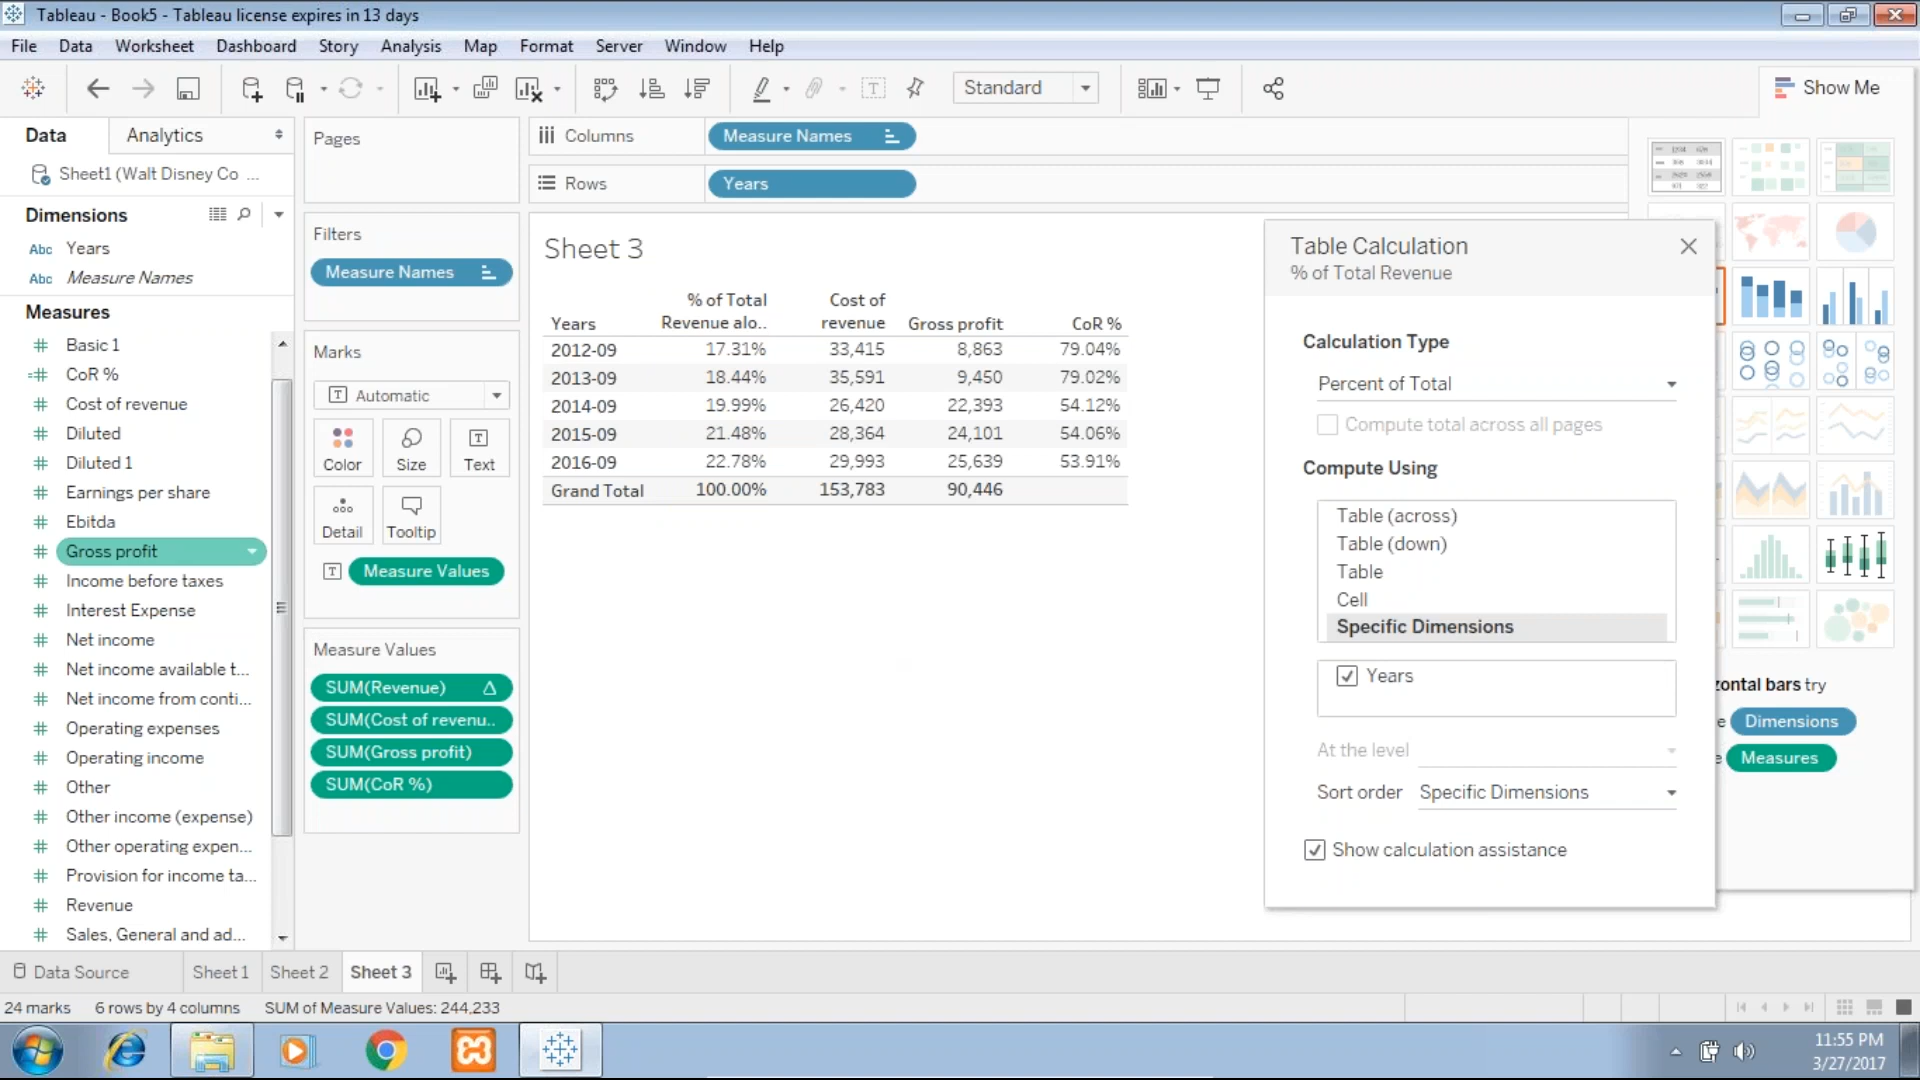 Tableau - Book5 - Tableau license expires in 13 days
File Data Worksheet Dashboard Story Analysis Map Format Server Window Help
Standard
Show Me
Data Analytics
Sheet1 (Walt Disney Co ...
Dimensions
Abc Years
Abc Measure Names
Measures
Basic 1
CoR %
Cost of revenue
Diluted
Diluted 1
Earnings per share
Ebitda
Gross profit
Income before taxes
Interest Expense
Net income
Net income available t...
Net income from conti...
Operating expenses
Operating income
Other
Other income (expense)
Other operating expen...
Provision for income ta...
Revenue
Sales, General and ad...
Pages
Filters
Measure Names
Marks
Automatic
Color Size Text
Detail Tooltip
Measure Values
Measure Values
SUM(Revenue)
SUM(Cost of revenu..
SUM(Gross profit)
SUM(CoR %)
Columns Measure Names
Rows Years
Sheet 3
% of Total Cost of
Years Revenue alo.. revenue Gross profit CoR %
2012-09 17.31% 33,415 8,863 79.04%
2013-09 18.44% 35,591 9,450 79.02%
2014-09 19.99% 26,420 22,393 54.12%
2015-09 21.48% 28,364 24,101 54.06%
2016-09 22.78% 29,993 25,639 53.91%
Grand Total 100.00% 153,783 90,446
Table Calculation
% of Total Revenue
Calculation Type
Percent of Total
Compute total across all pages
Compute Using
Table (across)
Table (down)
Table
Cell
Specific Dimensions
Years
At the level
Sort order Specific Dimensions
Show calculation assistance
zontal bars try
e Dimensions
e Measures
Data Source Sheet 1 Sheet 2 Sheet 3
24 marks 6 rows by 4 columns SUM of Measure Values: 244,233
11:55 PM
3/27/2017